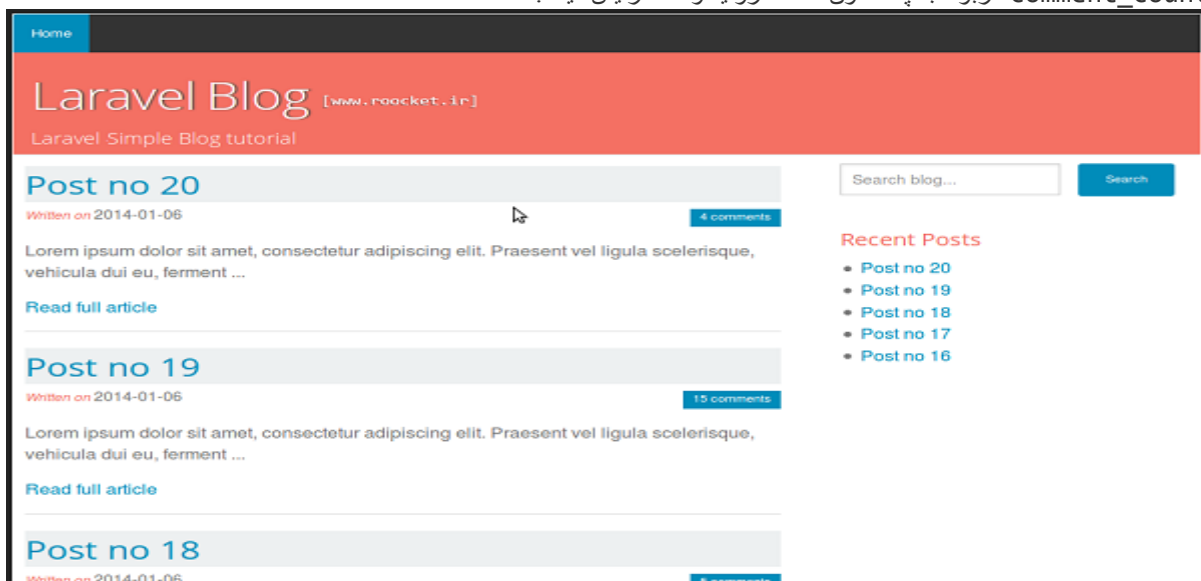 comment_count
Home
Laravel Blog [www.roocket.ir]
Laravel Simple Blog tutorial
Post no 20
Written on 2014-01-06
4 comments
Lorem ipsum dolor sit amet, consectetur adipiscing elit. Praesent vel ligula scelerisque,
vehicula dui eu, ferment ...
Read full article
Post no 19
Written on 2014-01-06
15 comments
Lorem ipsum dolor sit amet, consectetur adipiscing elit. Praesent vel ligula scelerisque,
vehicula dui eu, ferment ...
Read full article
Post no 18
Written on 2014-01-06
comments
Search blog...
Search
Recent Posts
Post no 20
Post no 19
Post no 18
Post no 17
Post no 16